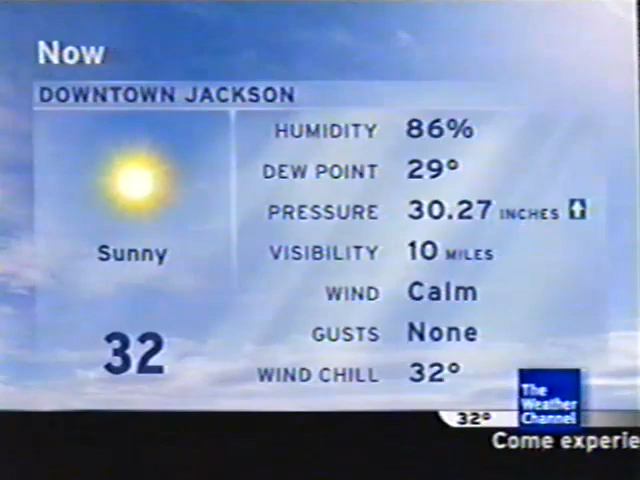 Now
DOWNTOWN JACKSON
HUMIDITY 86%
DEW POINT 29°
PRESSURE 30.27 INCHES
VISIBILITY 10 MILES
WIND Calm
GUSTS None
WIND CHILL 32°
Sunny
32
32°
The
Weather
Channel
Come experie